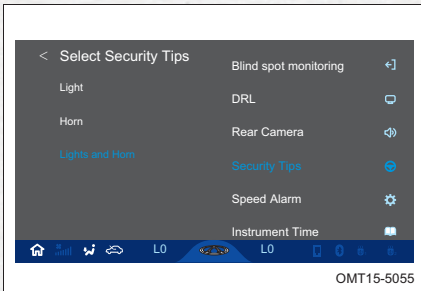 < Select Security Tips
Light
Horn
Lights and Horn
Blind spot monitoring
DRL
Rear Camera
Security Tips
Speed Alarm
Instrument Time
L0
L0
OMT15-5055